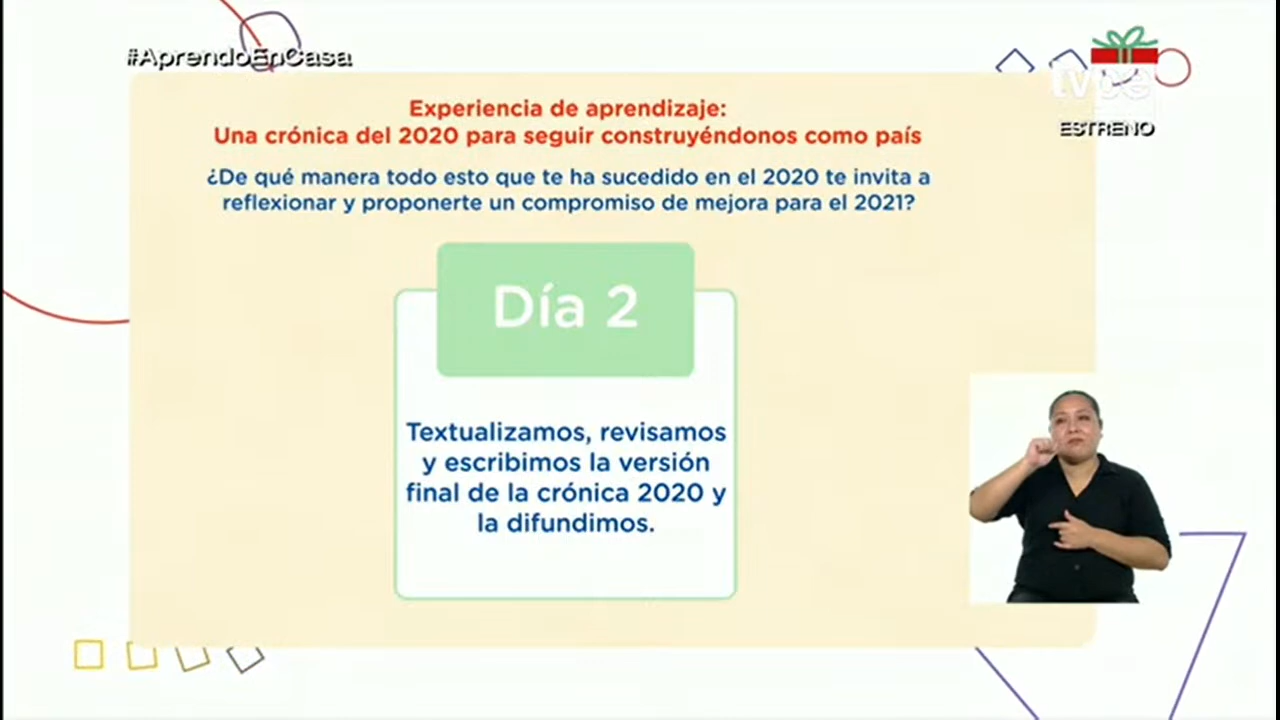 #AprendoEnCasa
tvpe
ESTRENO
Experiencia de aprendizaje:
Una crónica del 2020 para seguir construyéndonos como país
¿De qué manera todo esto que te ha sucedido en el 2020 te invita a
reflexionar y proponerte un compromiso de mejora para el 2021?
Día 2
Textualizamos, revisamos
y escribimos la versión
final de la crónica 2020 y
la difundimos.